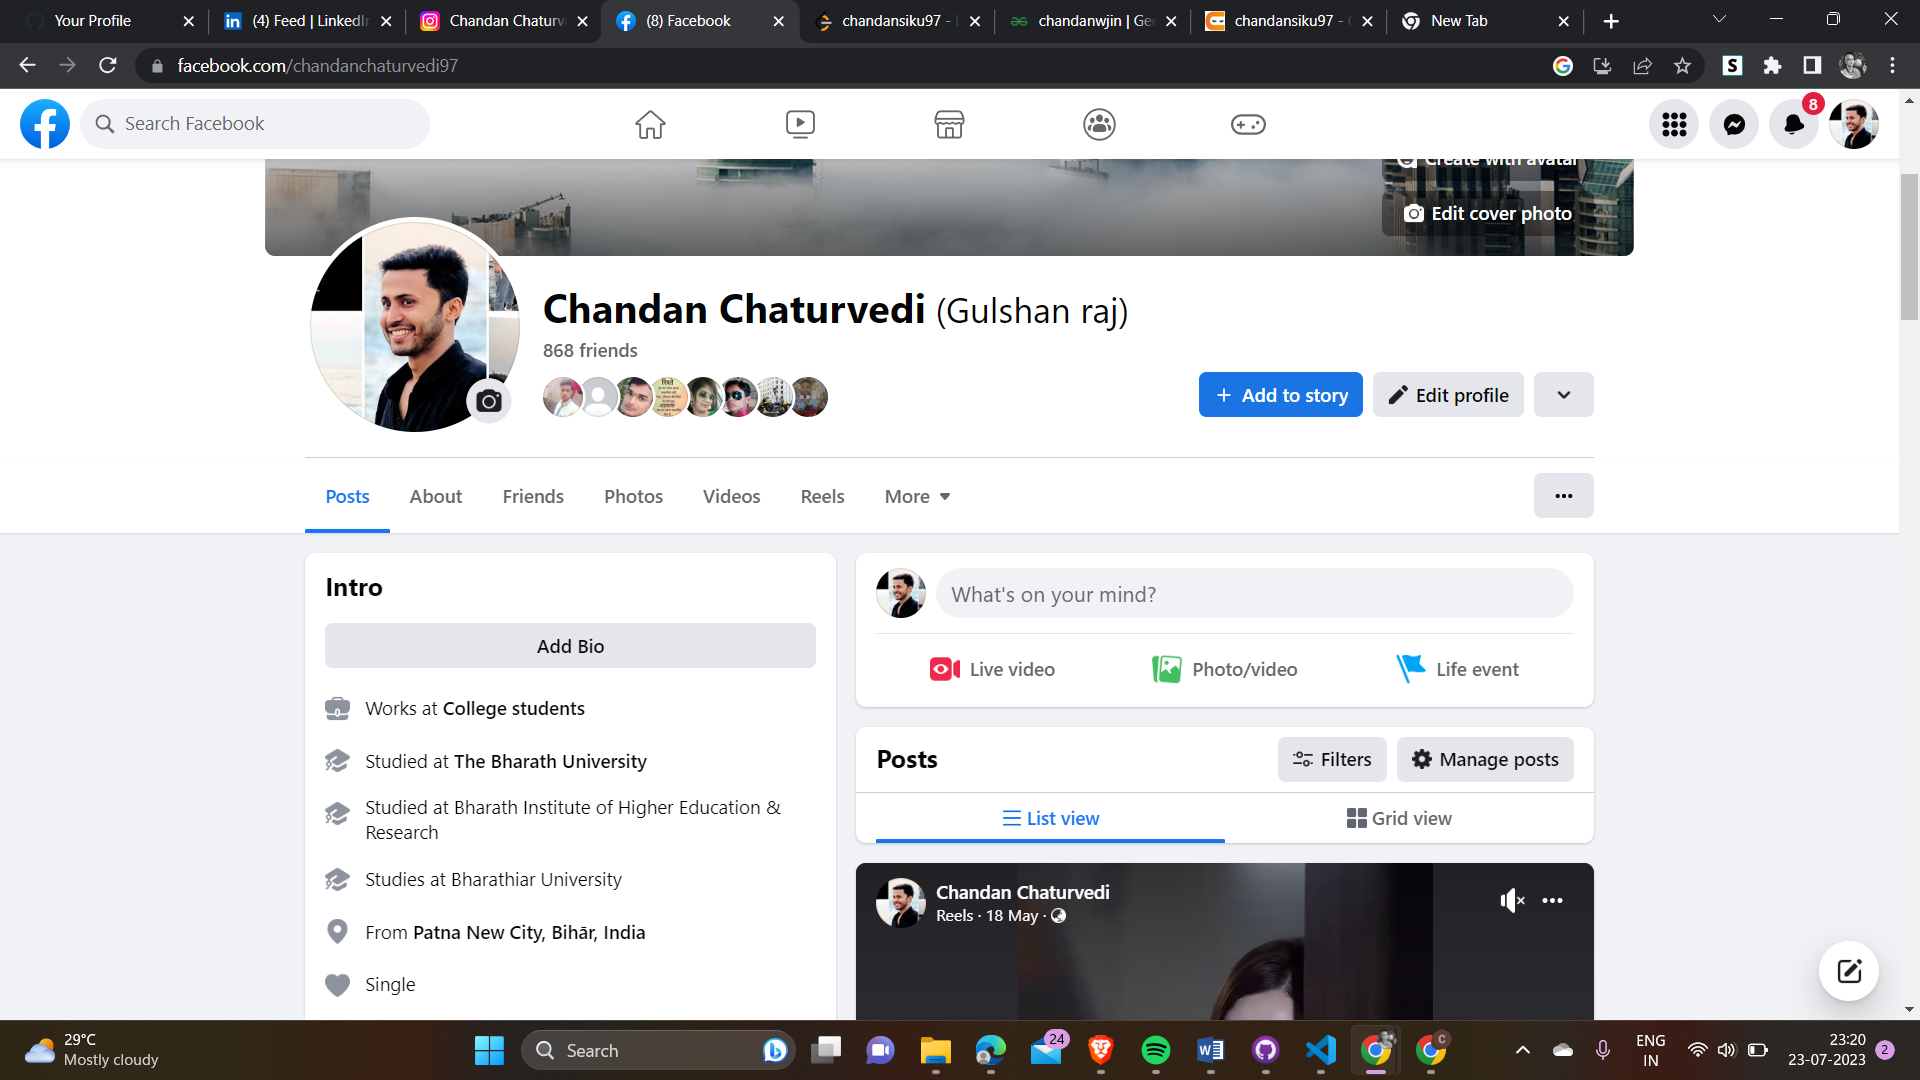 Your Profile
(4) Feed | LinkedIn
Chandan Chaturv
(8) Facebook
chandansiku97 -
chandanwjin | Ge
chandansiku97 -
New Tab
facebook.com/chandanchaturvedi97
Search Facebook
8
Create with avatar
Edit cover photo
Chandan Chaturvedi (Gulshan raj)
868 friends
+ Add to story
Edit profile
Posts
About
Friends
Photos
Videos
Reels
More
Intro
Add Bio
Works at College students
Studied at The Bharath University
Studied at Bharath Institute of Higher Education &
Research
Studies at Bharathiar University
From Patna New City, Bihār, India
Single
What's on your mind?
Live video
Photo/video
Life event
Posts
Filters
Manage posts
List view
Grid view
Chandan Chaturvedi
Reels · 18 May ·
29°C
Mostly cloudy
Search
24
ENG
IN
23:20
23-07-2023
2